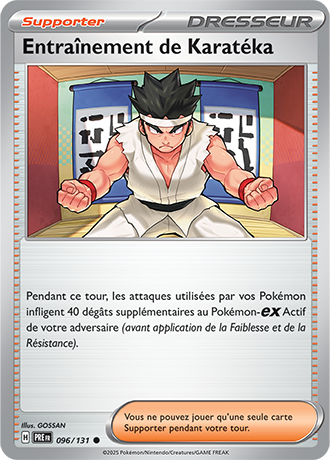 Supporter DRESSEUR
Entraînement de Karatéka
Pendant ce tour, les attaques utilisées par vos Pokémon
infligent 40 dégâts supplémentaires au Pokémon-ex Actif
de votre adversaire (avant application de la Faiblesse et de la
Résistance).
Illus. GOSSAN
H PRE FR 096/131
Vous ne pouvez jouer qu'une seule carte
Supporter pendant votre tour.
©2025 Pokémon/Nintendo/Creatures/GAME FREAK